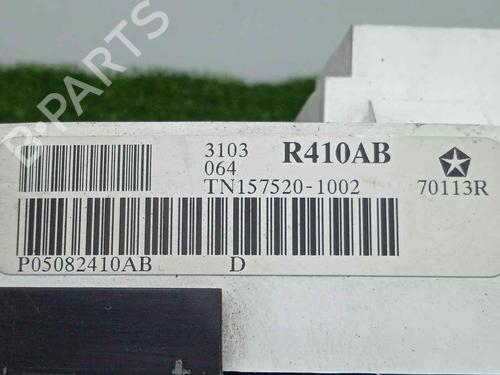 B-PARTS
3103 R410AB
064
TN157520-1002 70113R
P05082410AB D